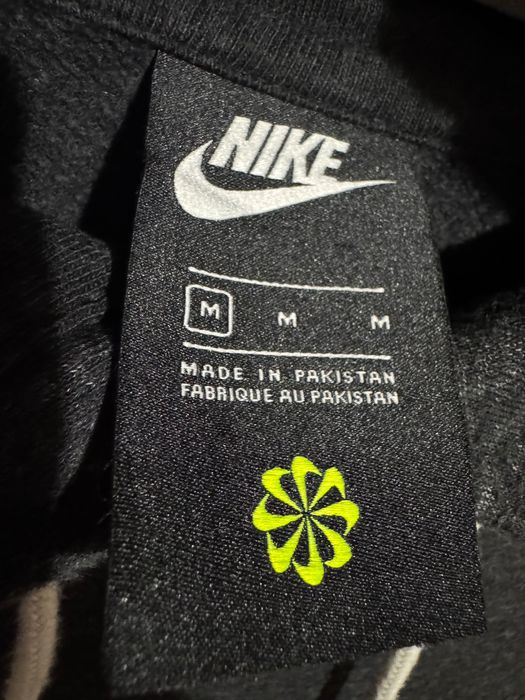 NIKE
M M M
MADE IN PAKISTAN
FABRIQUE AU PAKISTAN